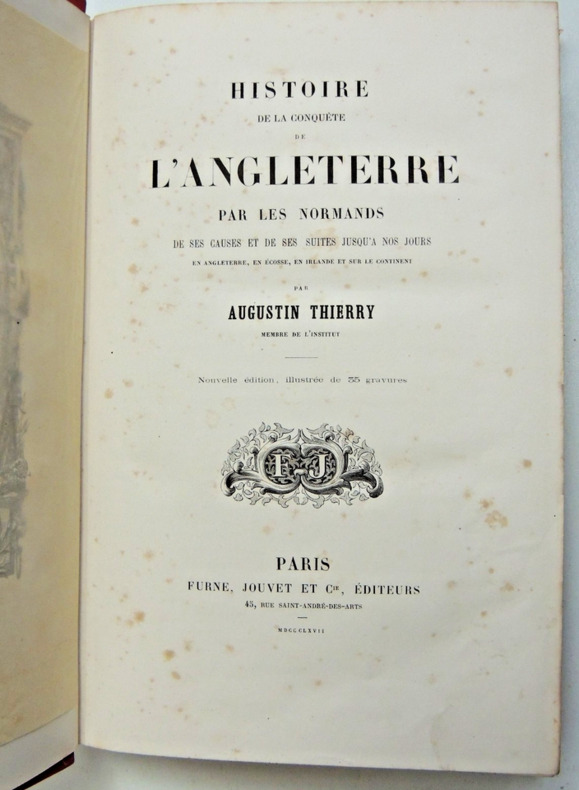 HISTOIRE
DE LA CONQUÊTE
DE
L'ANGLETERRE
PAR LES NORMANDS
DE SES CAUSES ET DE SES SUITES JUSQU'A NOS JOURS
EN ANGLETERRE, EN ÉCOSSE, EN IRLANDE ET SUR LE CONTINENT
PAR
AUGUSTIN THIERRY
MEMBRE DE L'INSTITUT
Nouvelle édition, illustrée de 35 gravures
F-J
PARIS
FURNE, JOUVET ET Cie, ÉDITEURS
45, RUE SAINT-ANDRÉ-DES-ARTS
MDCCCLXVII